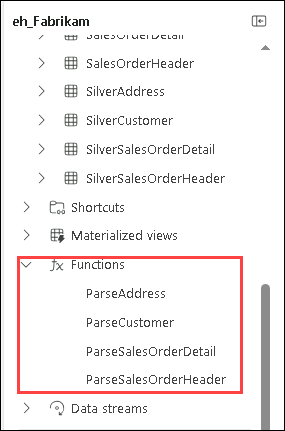 eh_Fabrikam
SalesOrderDetail
SalesOrderHeader
SilverAddress
SilverCustomer
SilverSalesOrderDetail
SilverSalesOrderHeader
Shortcuts
Materialized views
fx Functions
ParseAddress
ParseCustomer
ParseSalesOrderDetail
ParseSalesOrderHeader
Data streams